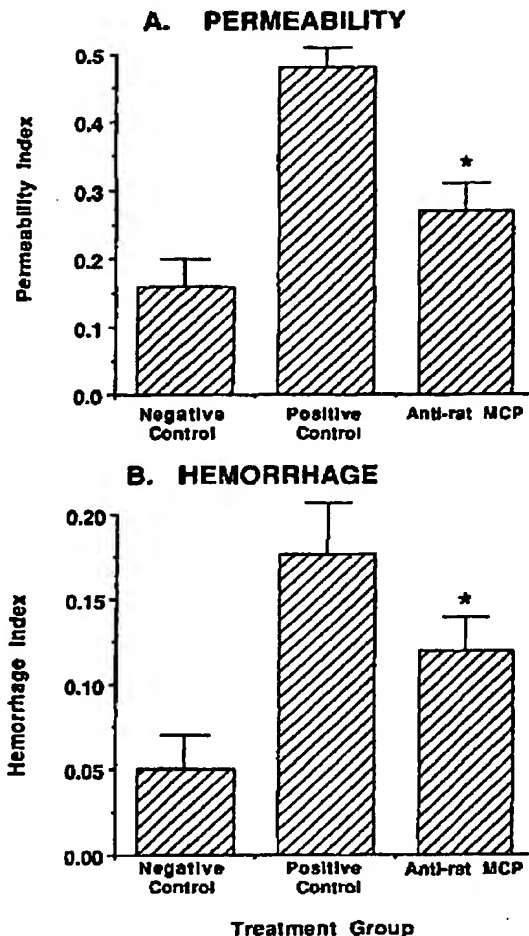 A. PERMEABILITY
Permeability Index
0.5
0.4
0.3
0.2
0.1
0.0
*
Negative Control
Positive Control
Anti-rat MCP
B. HEMORRHAGE
Hemorrhage Index
0.20
0.15
0.10
0.05
0.00
*
Negative Control
Positive Control
Anti-rat MCP
Treatment Group